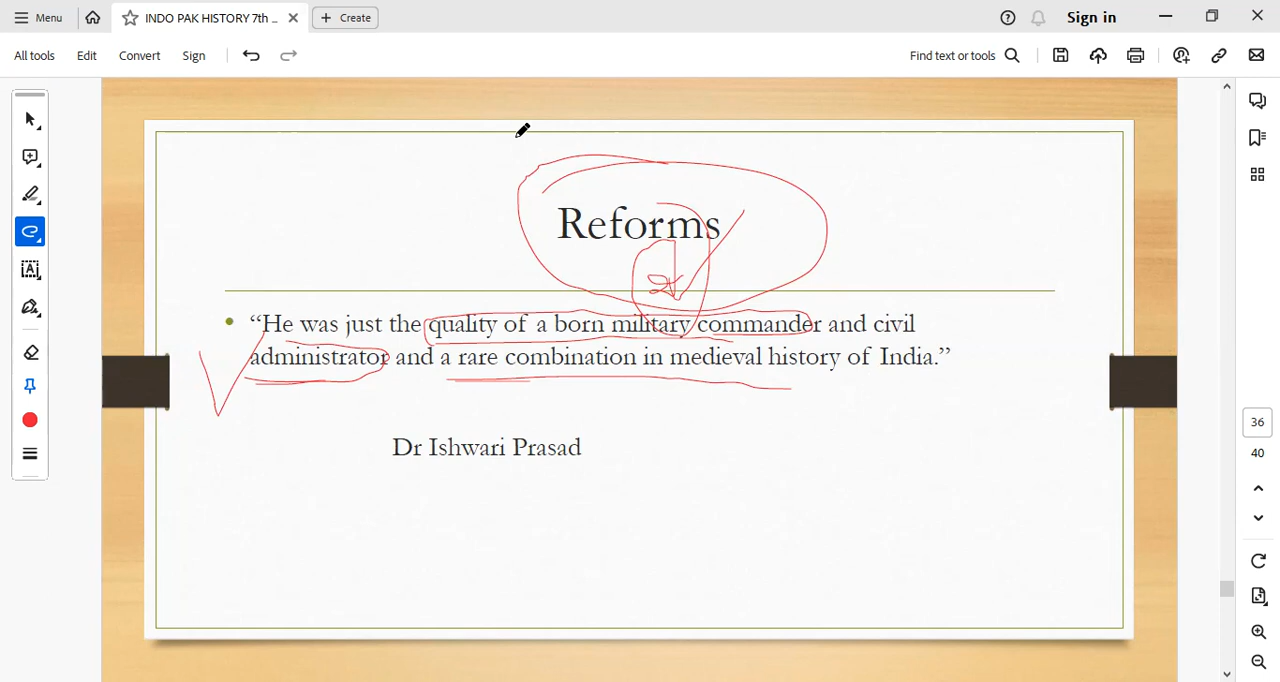 Menu
INDO PAK HISTORY 7th ...
Create
Sign in
All tools
Edit
Convert
Sign
Find text or tools
Reforms
“He was just the quality of a born military commander and civil
administrator and a rare combination in medieval history of India.”
Dr Ishwari Prasad
36
40